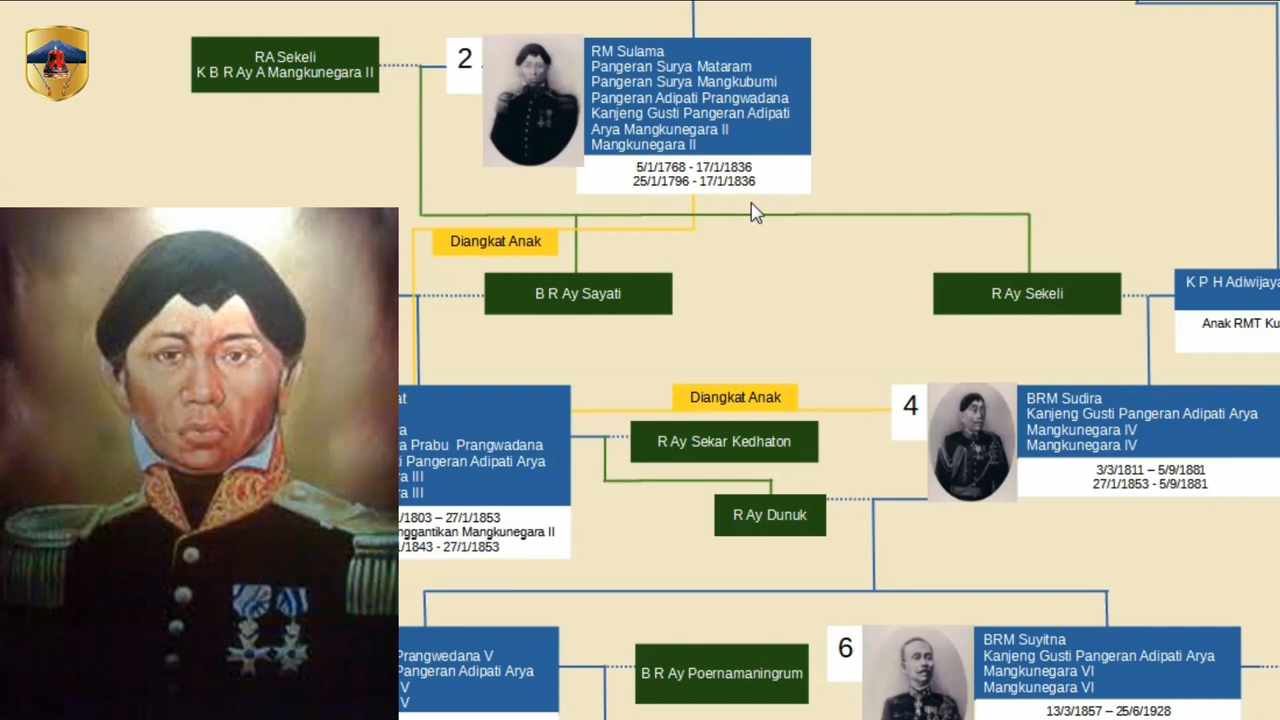 RA Sekeli
K B R Ay A Mangkunegara II
2
RM Sulama
Pangeran Surya Mataram
Pangeran Surya Mangkubumi
Pangeran Adipati Prangwadana
Kanjeng Gusti Pangeran Adipati
Arya Mangkunegara II
Mangkunegara II
5/1/1768 - 17/1/1836
25/1/1796 - 17/1/1836
Diangkat Anak
B R Ay Sayati
R Ay Sekeli
K P H Adiwijaya
Anak RMT Ku
at
a
a Prabu Prangwadana
i Pangeran Adipati Arya
ra III
ra III
/1803 – 27/1/1853
nggantikan Mangkunegara II
/1843 - 27/1/1853
Diangkat Anak
R Ay Sekar Kedhaton
R Ay Dunuk
4
BRM Sudira
Kanjeng Gusti Pangeran Adipati Arya
Mangkunegara IV
Mangkunegara IV
3/3/1811 – 5/9/1881
27/1/1853 - 5/9/1881
Prangwedana V
Pangeran Adipati Arya
V
V
B R Ay Poernamaningrum
6
BRM Suyitna
Kanjeng Gusti Pangeran Adipati Arya
Mangkunegara VI
Mangkunegara VI
13/3/1857 – 25/6/1928